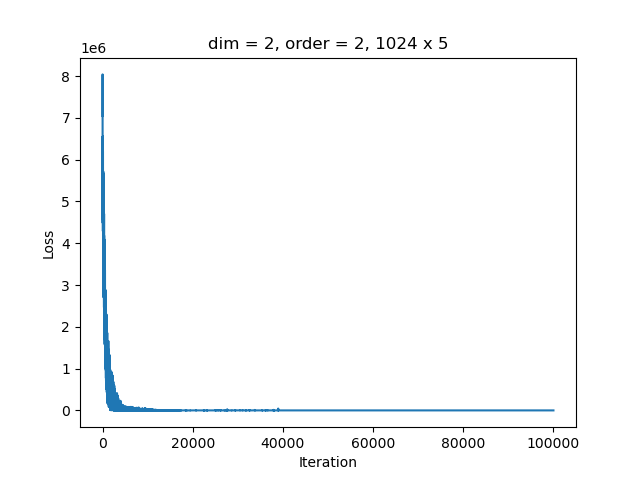 dim = 2, order = 2, 1024 x 5
1e6
8
7
6
5
4
3
2
1
0
Loss
0 20000 40000 60000 80000 100000
Iteration